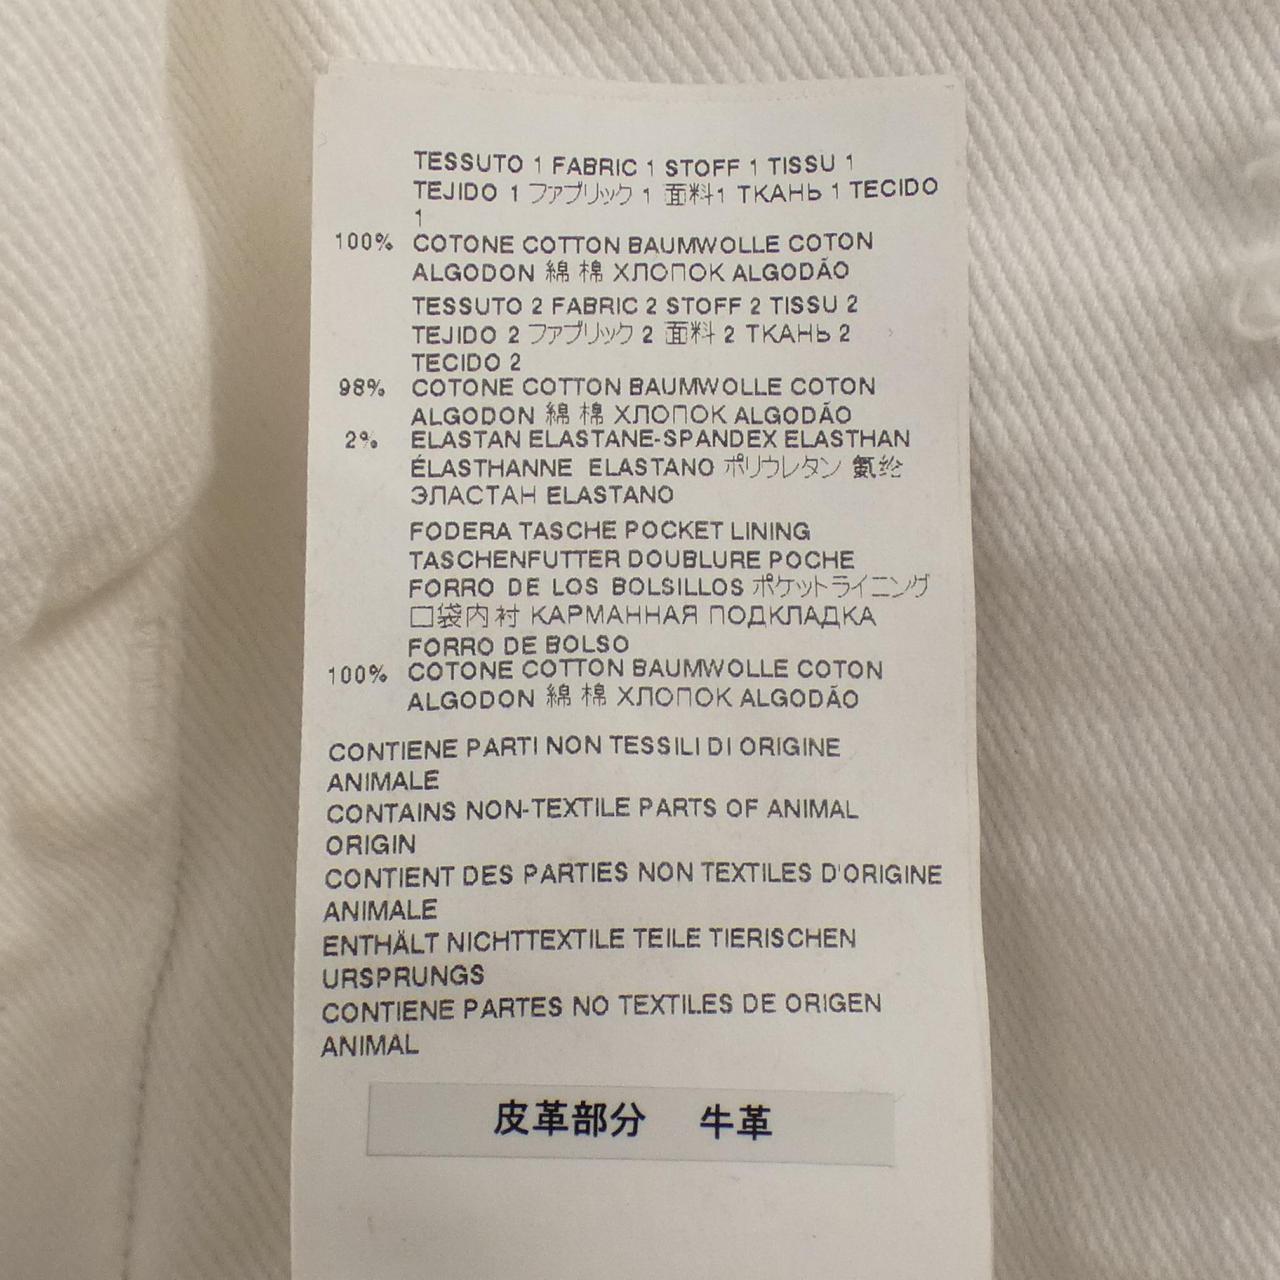 TESSUTO 1 FABRIC 1 STOFF 1 TISSU 1
TEJIDO 1 ファブリック 1 面料1 ТКАНЬ 1 TECIDO
1
100% COTONE COTTON BAUMWOLLE COTON
ALGODON 綿 棉 ХЛОПОК ALGODÃO
TESSUTO 2 FABRIC 2 STOFF 2 TISSU 2
TEJIDO 2 ファブリック 2 面料 2 ТКАНЬ 2
TECIDO 2
98% COTONE COTTON BAUMWOLLE COTON
ALGODON 綿 棉 ХЛОПОК ALGODÃO
2% ELASTAN ELASTANE-SPANDEX ELASTHAN
ÉLASTHANNE ELASTANO ポリウレタン 氨纶
ЭЛАСТАН ELASTANO
FODERA TASCHE POCKET LINING
TASCHENFUTTER DOUBLURE POCHE
FORRO DE LOS BOLSILLOS ポケットライニング
口袋内衬 КАРМАННАЯ ПОДКЛАДКА
FORRO DE BOLSO
100% COTONE COTTON BAUMWOLLE COTON
ALGODON 綿 棉 ХЛОПОК ALGODÃO
CONTIENE PARTI NON TESSILI DI ORIGINE
ANIMALE
CONTAINS NON-TEXTILE PARTS OF ANIMAL
ORIGIN
CONTIENT DES PARTIES NON TEXTILES D'ORIGINE
ANIMALE
ENTHÄLT NICHTTEXTILE TEILE TIERISCHEN
URSPRUNGS
CONTIENE PARTES NO TEXTILES DE ORIGEN
ANIMAL
皮革部分 牛革